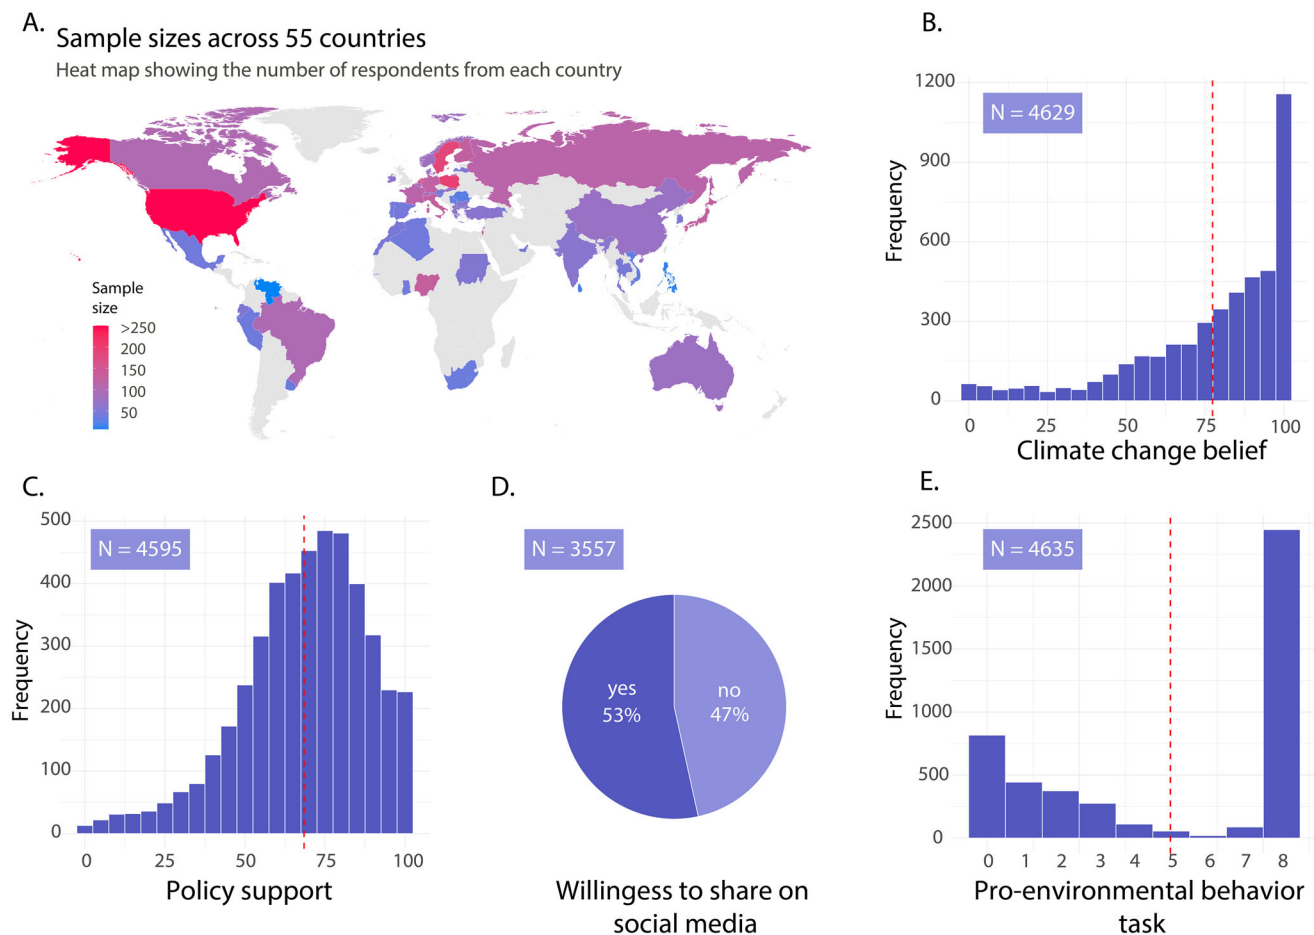 A.
Sample sizes across 55 countries
Heat map showing the number of respondents from each country
Sample
size
>250
200
150
100
50
B.
1200
900
600
300
0
Frequency
N = 4629
0 25 50 75 100
Climate change belief
C.
500
400
300
200
100
0
Frequency
N = 4595
0 25 50 75 100
Policy support
D.
N = 3557
yes
53%
no
47%
Willingess to share on
social media
E.
2500
2000
1500
1000
500
0
Frequency
N = 4635
0 1 2 3 4 5 6 7 8
Pro-environmental behavior
task